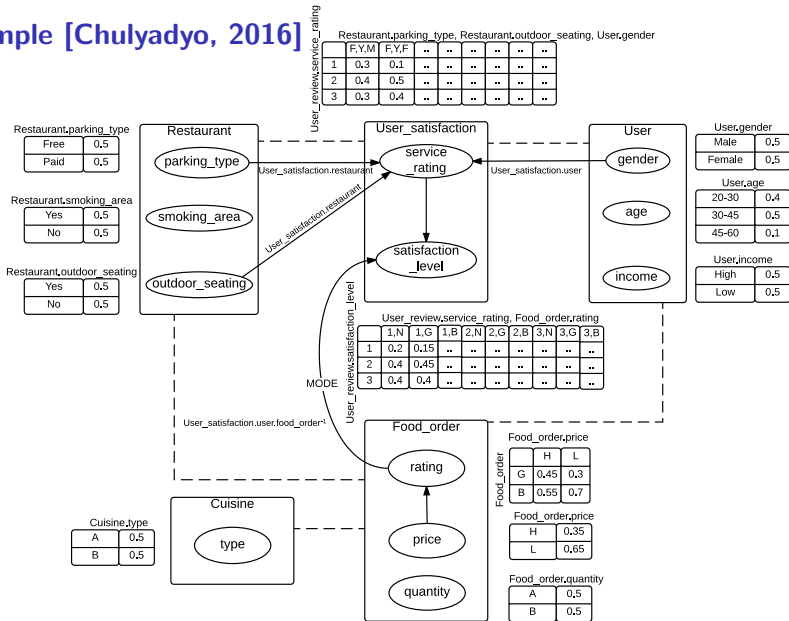 mple [Chulyadyo, 2016]
Restaurant.parking_type, Restaurant.outdoor_seating, User.gender
User_review.service_rating
F,Y,M F,Y,F .. .. .. .. .. ..
1 0.3 0.1 .. .. .. .. .. ..
2 0.4 0.5 .. .. .. .. .. ..
3 0.3 0.4 .. .. .. .. .. ..
Restaurant.parking_type
Free 0.5
Paid 0.5
Restaurant.smoking_area
Yes 0.5
No 0.5
Restaurant.outdoor_seating
Yes 0.5
No 0.5
Restaurant
parking_type
smoking_area
outdoor_seating
User_satisfaction.restaurant
User_satisfaction.restaurant
User_satisfaction
service
_rating
satisfaction
_level
User_satisfaction.user
User
gender
age
income
User.gender
Male 0.5
Female 0.5
User.age
20-30 0.4
30-45 0.5
45-60 0.1
User.income
High 0.5
Low 0.5
User_review.service_rating, Food_order.rating
User_review.satisfaction_level
1,N 1,G 1,B 2,N 2,G 2,B 3,N 3,G 3,B
1 0.2 0.15 .. .. .. .. .. .. ..
2 0.4 0.45 .. .. .. .. .. .. ..
3 0.4 0.4 .. .. .. .. .. .. ..
MODE
User_satisfaction.user.food_order⁻¹
Food_order
rating
price
quantity
Food_order.price
Food_order
H L
G 0.45 0.3
B 0.55 0.7
Food_order.price
H 0.35
L 0.65
Food_order.quantity
A 0.5
B 0.5
Cuisine
type
Cuisine.type
A 0.5
B 0.5